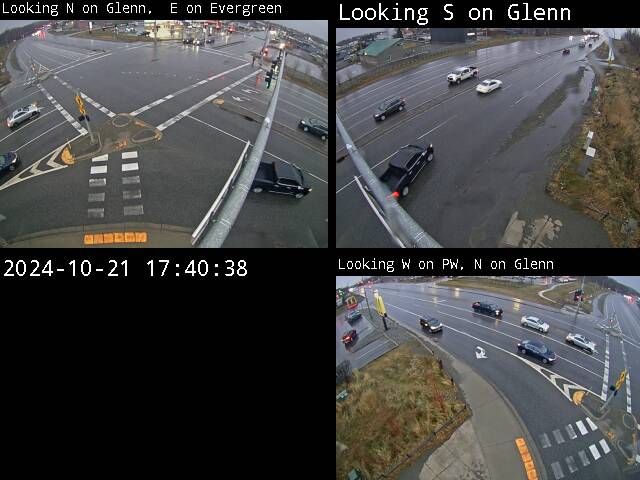 Looking N on Glenn,  E on Evergreen
Looking S on Glenn
2024-10-21 17:40:38
Looking W on PW, N on Glenn